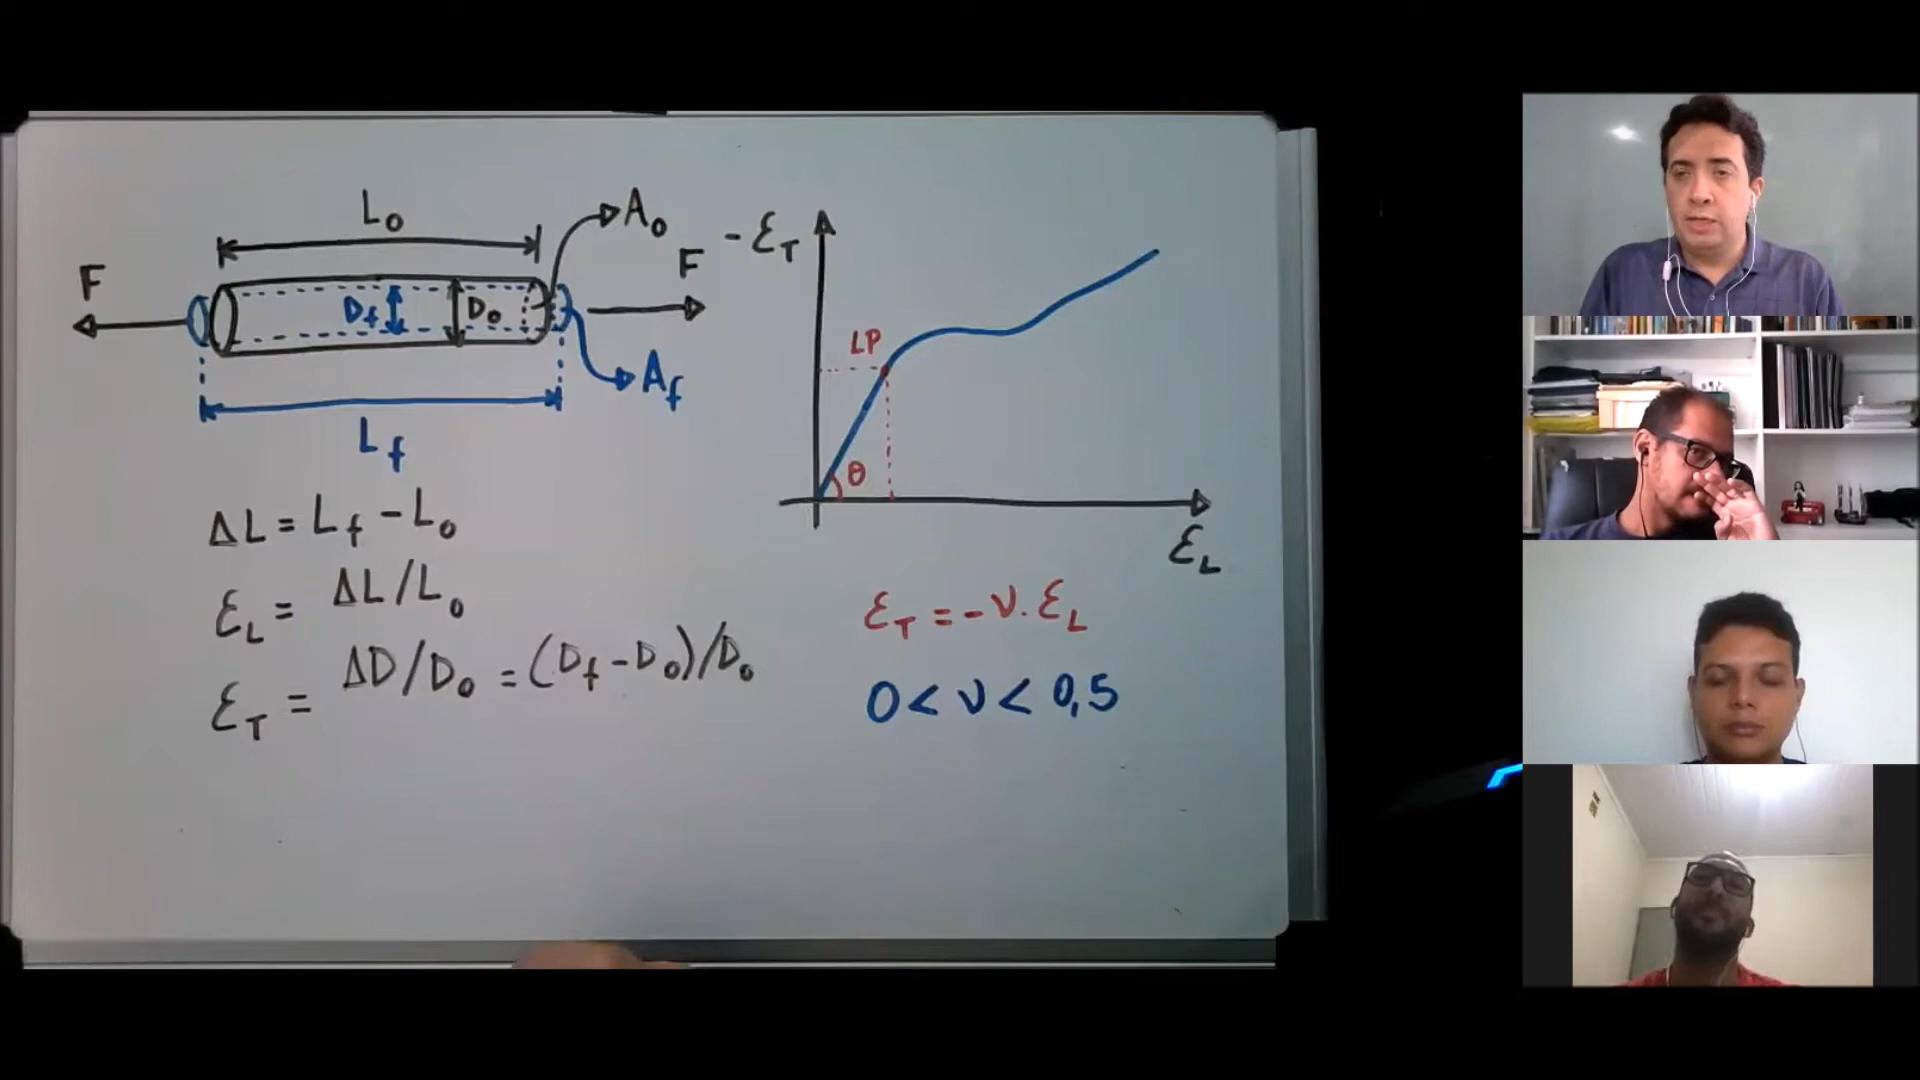 L₀
A₀
F
F
D_f
D₀
A_f
L_f
ΔL = L_f - L₀
ε_L = ΔL/L₀
ε_T = ΔD/D₀ = (D_f - D₀)/D₀
-ε_T
LP
θ
ε_L
ε_T = -ν.ε_L
0 < ν < 0,5